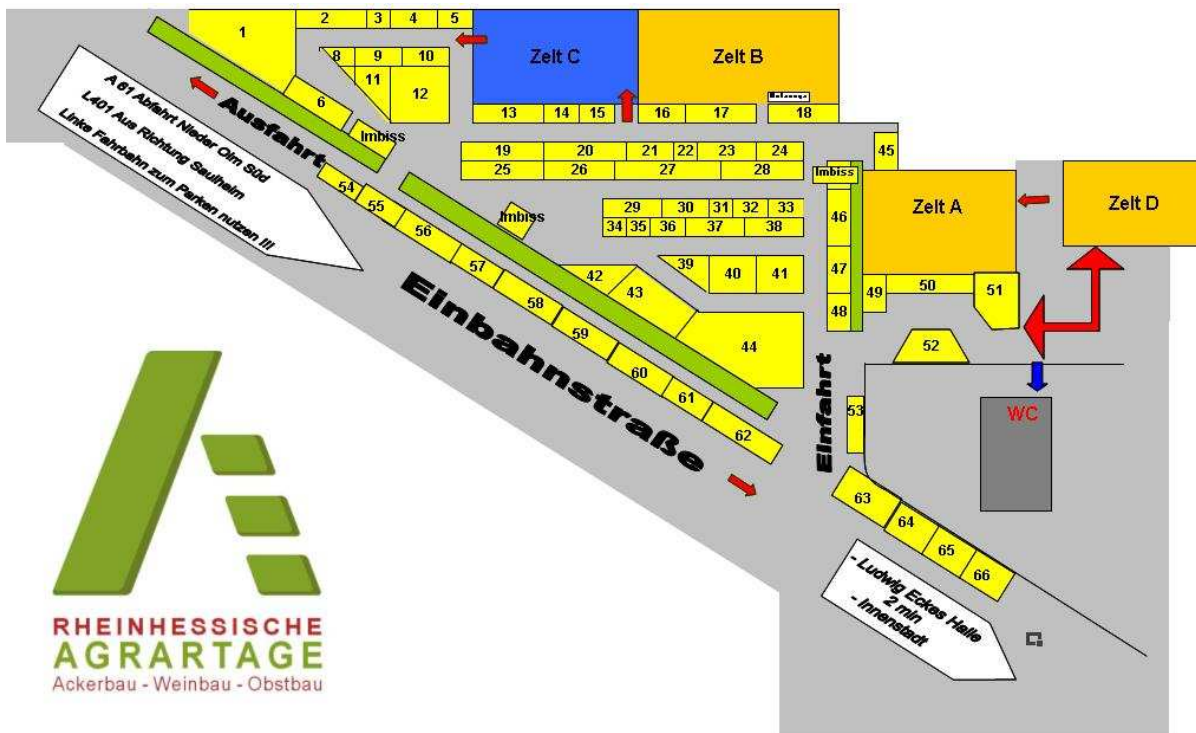 1
2 3 4 5
Zelt C
Zelt B
8 9 10
11 12
6
Imbiss
13 14 15
16 17 18
A 61 Abfahrt Nieder Olm Süd
L401 Aus Richtung Saulheim
Linke Fahrbahn zum Parken nutzen !!!
Ausfahrt
19 20 21 22 23 24
25 26 27 28
45
Imbiss
Zelt A
Zelt D
Imbiss
29 30 31 32 33
34 35 36 37 38
46
47
48
39 40 41
42 43
44
49 50 51
52
54 55 56 57 58 59 60 61 62
Einbahnstraße
Einfahrt
53
WC
63 64 65 66
- Ludwig Eckes Halle
2 min
- Innenstadt
RHEINHESSISCHE
AGRARTAGE
Ackerbau - Weinbau - Obstbau